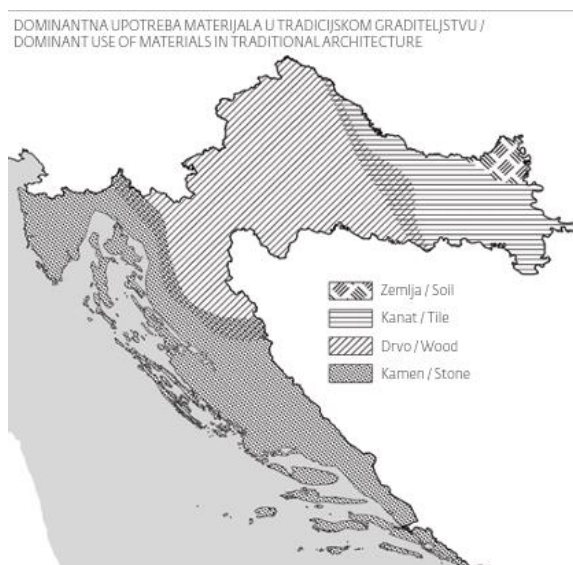 DOMINANTNA UPOTREBA MATERIJALA U TRADICIJSKOM GRADITELJSTVU /
DOMINANT USE OF MATERIALS IN TRADITIONAL ARCHITECTURE
Zemlja / Soil
Kanat / Tile
Drvo / Wood
Kamen / Stone